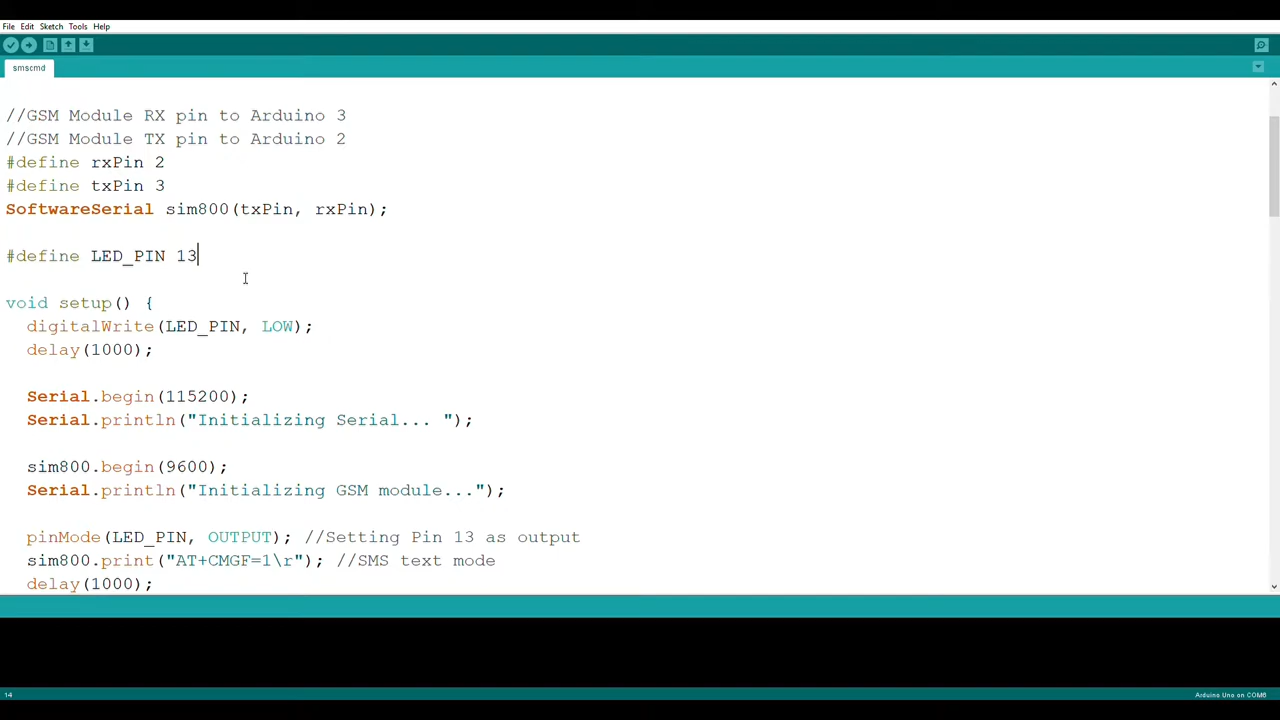 File Edit Sketch Tools Help
smscmd
//GSM Module RX pin to Arduino 3
//GSM Module TX pin to Arduino 2
#define rxPin 2
#define txPin 3
SoftwareSerial sim800(txPin, rxPin);
#define LED_PIN 13
void setup() {
digitalWrite(LED_PIN, LOW);
delay(1000);
Serial.begin(115200);
Serial.println("Initializing Serial... ");
sim800.begin(9600);
Serial.println("Initializing GSM module...");
pinMode(LED_PIN, OUTPUT); //Setting Pin 13 as output
sim800.print("AT+CMGF=1\r"); //SMS text mode
delay(1000);
14
Arduino Uno on COM6